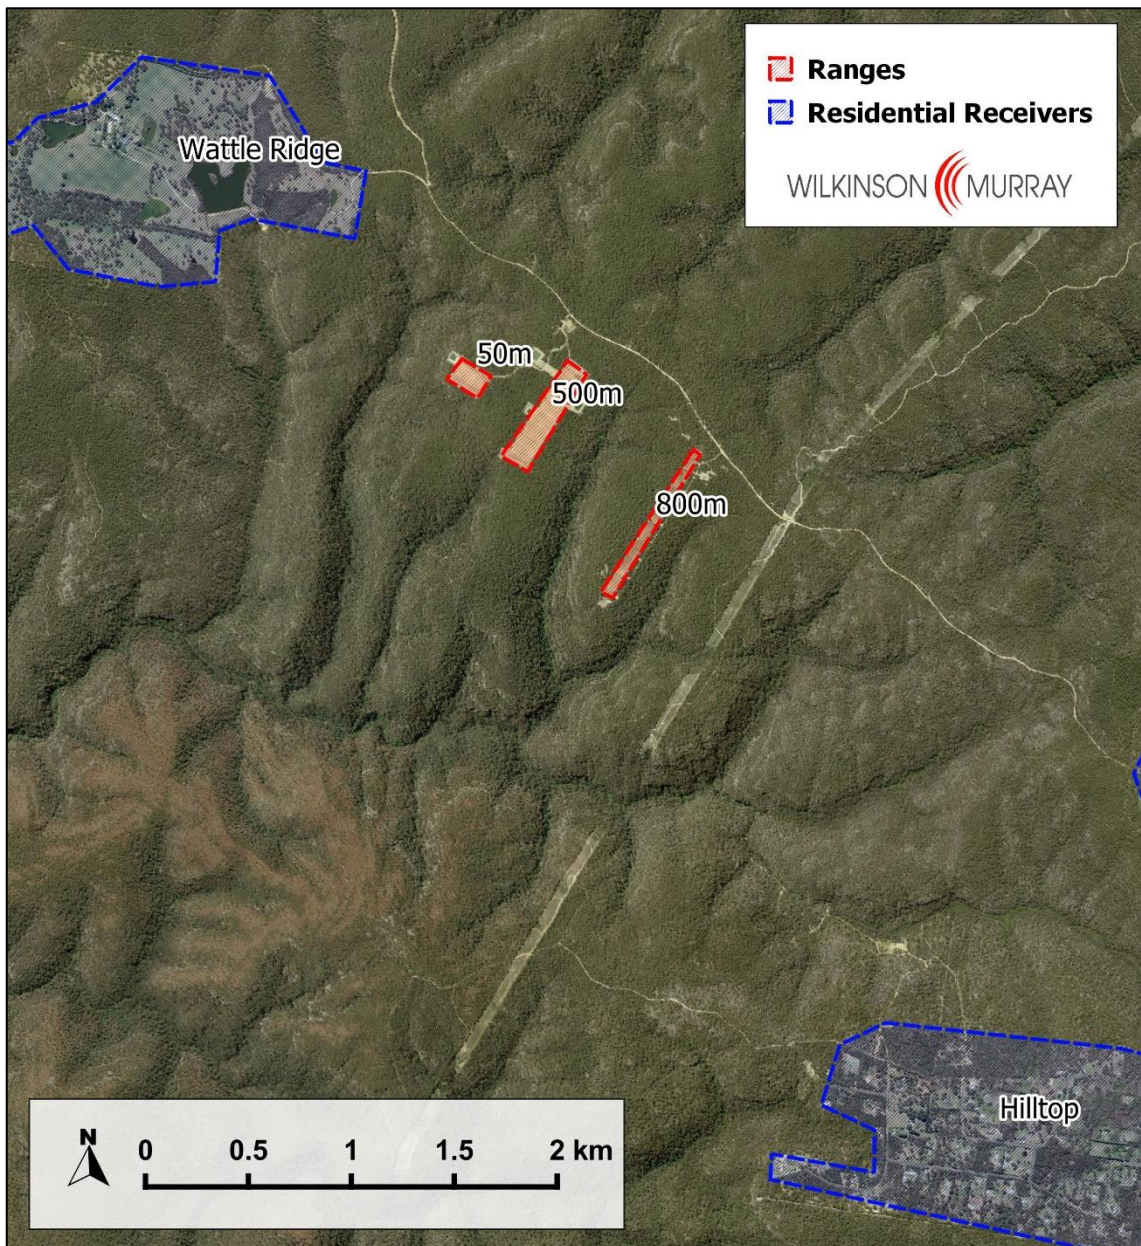 Ranges
Residential Receivers
WILKINSON MURRAY
Wattle Ridge
50m
500m
800m
Hilltop
N
0 0.5 1 1.5 2 km